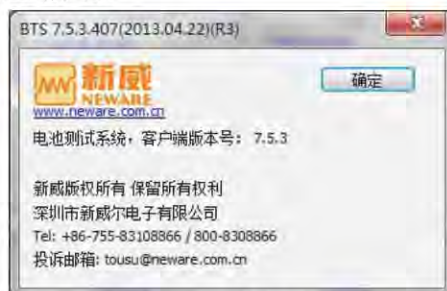 BTS 7.5.3.407(2013.04.22)(R3)
新威
NEWARE
确定
www.neware.com.cn
电池测试系统，客户端版本号： 7.5.3
新威版权所有 保留所有权利
深圳市新威尔电子有限公司
Tel: +86-755-83108866 / 800-8308866
投诉邮箱: tousu@neware.com.cn